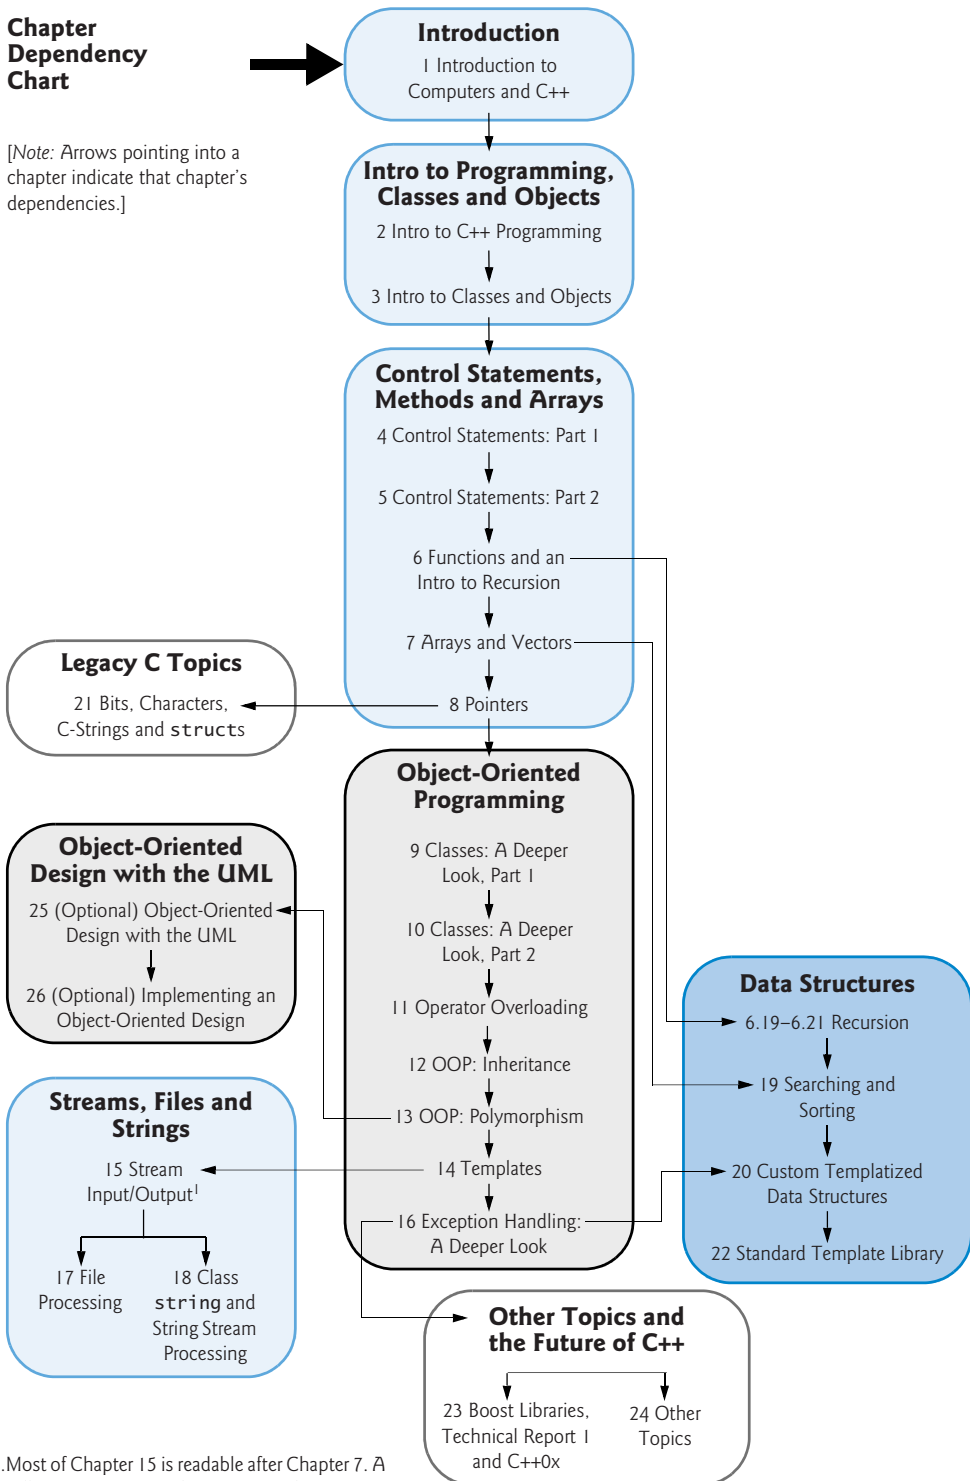 Chapter
Dependency
Chart
[Note: Arrows pointing into a
chapter indicate that chapter's
dependencies.]
Introduction
1 Introduction to
Computers and C++
Intro to Programming,
Classes and Objects
2 Intro to C++ Programming
3 Intro to Classes and Objects
Control Statements,
Methods and Arrays
4 Control Statements: Part 1
5 Control Statements: Part 2
6 Functions and an
Intro to Recursion
7 Arrays and Vectors
8 Pointers
Legacy C Topics
21 Bits, Characters,
C-Strings and structs
Object-Oriented
Programming
9 Classes: A Deeper
Look, Part 1
10 Classes: A Deeper
Look, Part 2
11 Operator Overloading
12 OOP: Inheritance
13 OOP: Polymorphism
14 Templates
16 Exception Handling:
A Deeper Look
Object-Oriented
Design with the UML
25 (Optional) Object-Oriented
Design with the UML
26 (Optional) Implementing an
Object-Oriented Design
Streams, Files and
Strings
15 Stream
Input/Output1
17 File
Processing
18 Class
string and
String Stream
Processing
Data Structures
6.19–6.21 Recursion
19 Searching and
Sorting
20 Custom Templatized
Data Structures
22 Standard Template Library
Other Topics and
the Future of C++
23 Boost Libraries,
Technical Report 1
and C++0x
24 Other
Topics
.Most of Chapter 15 is readable after Chapter 7. A